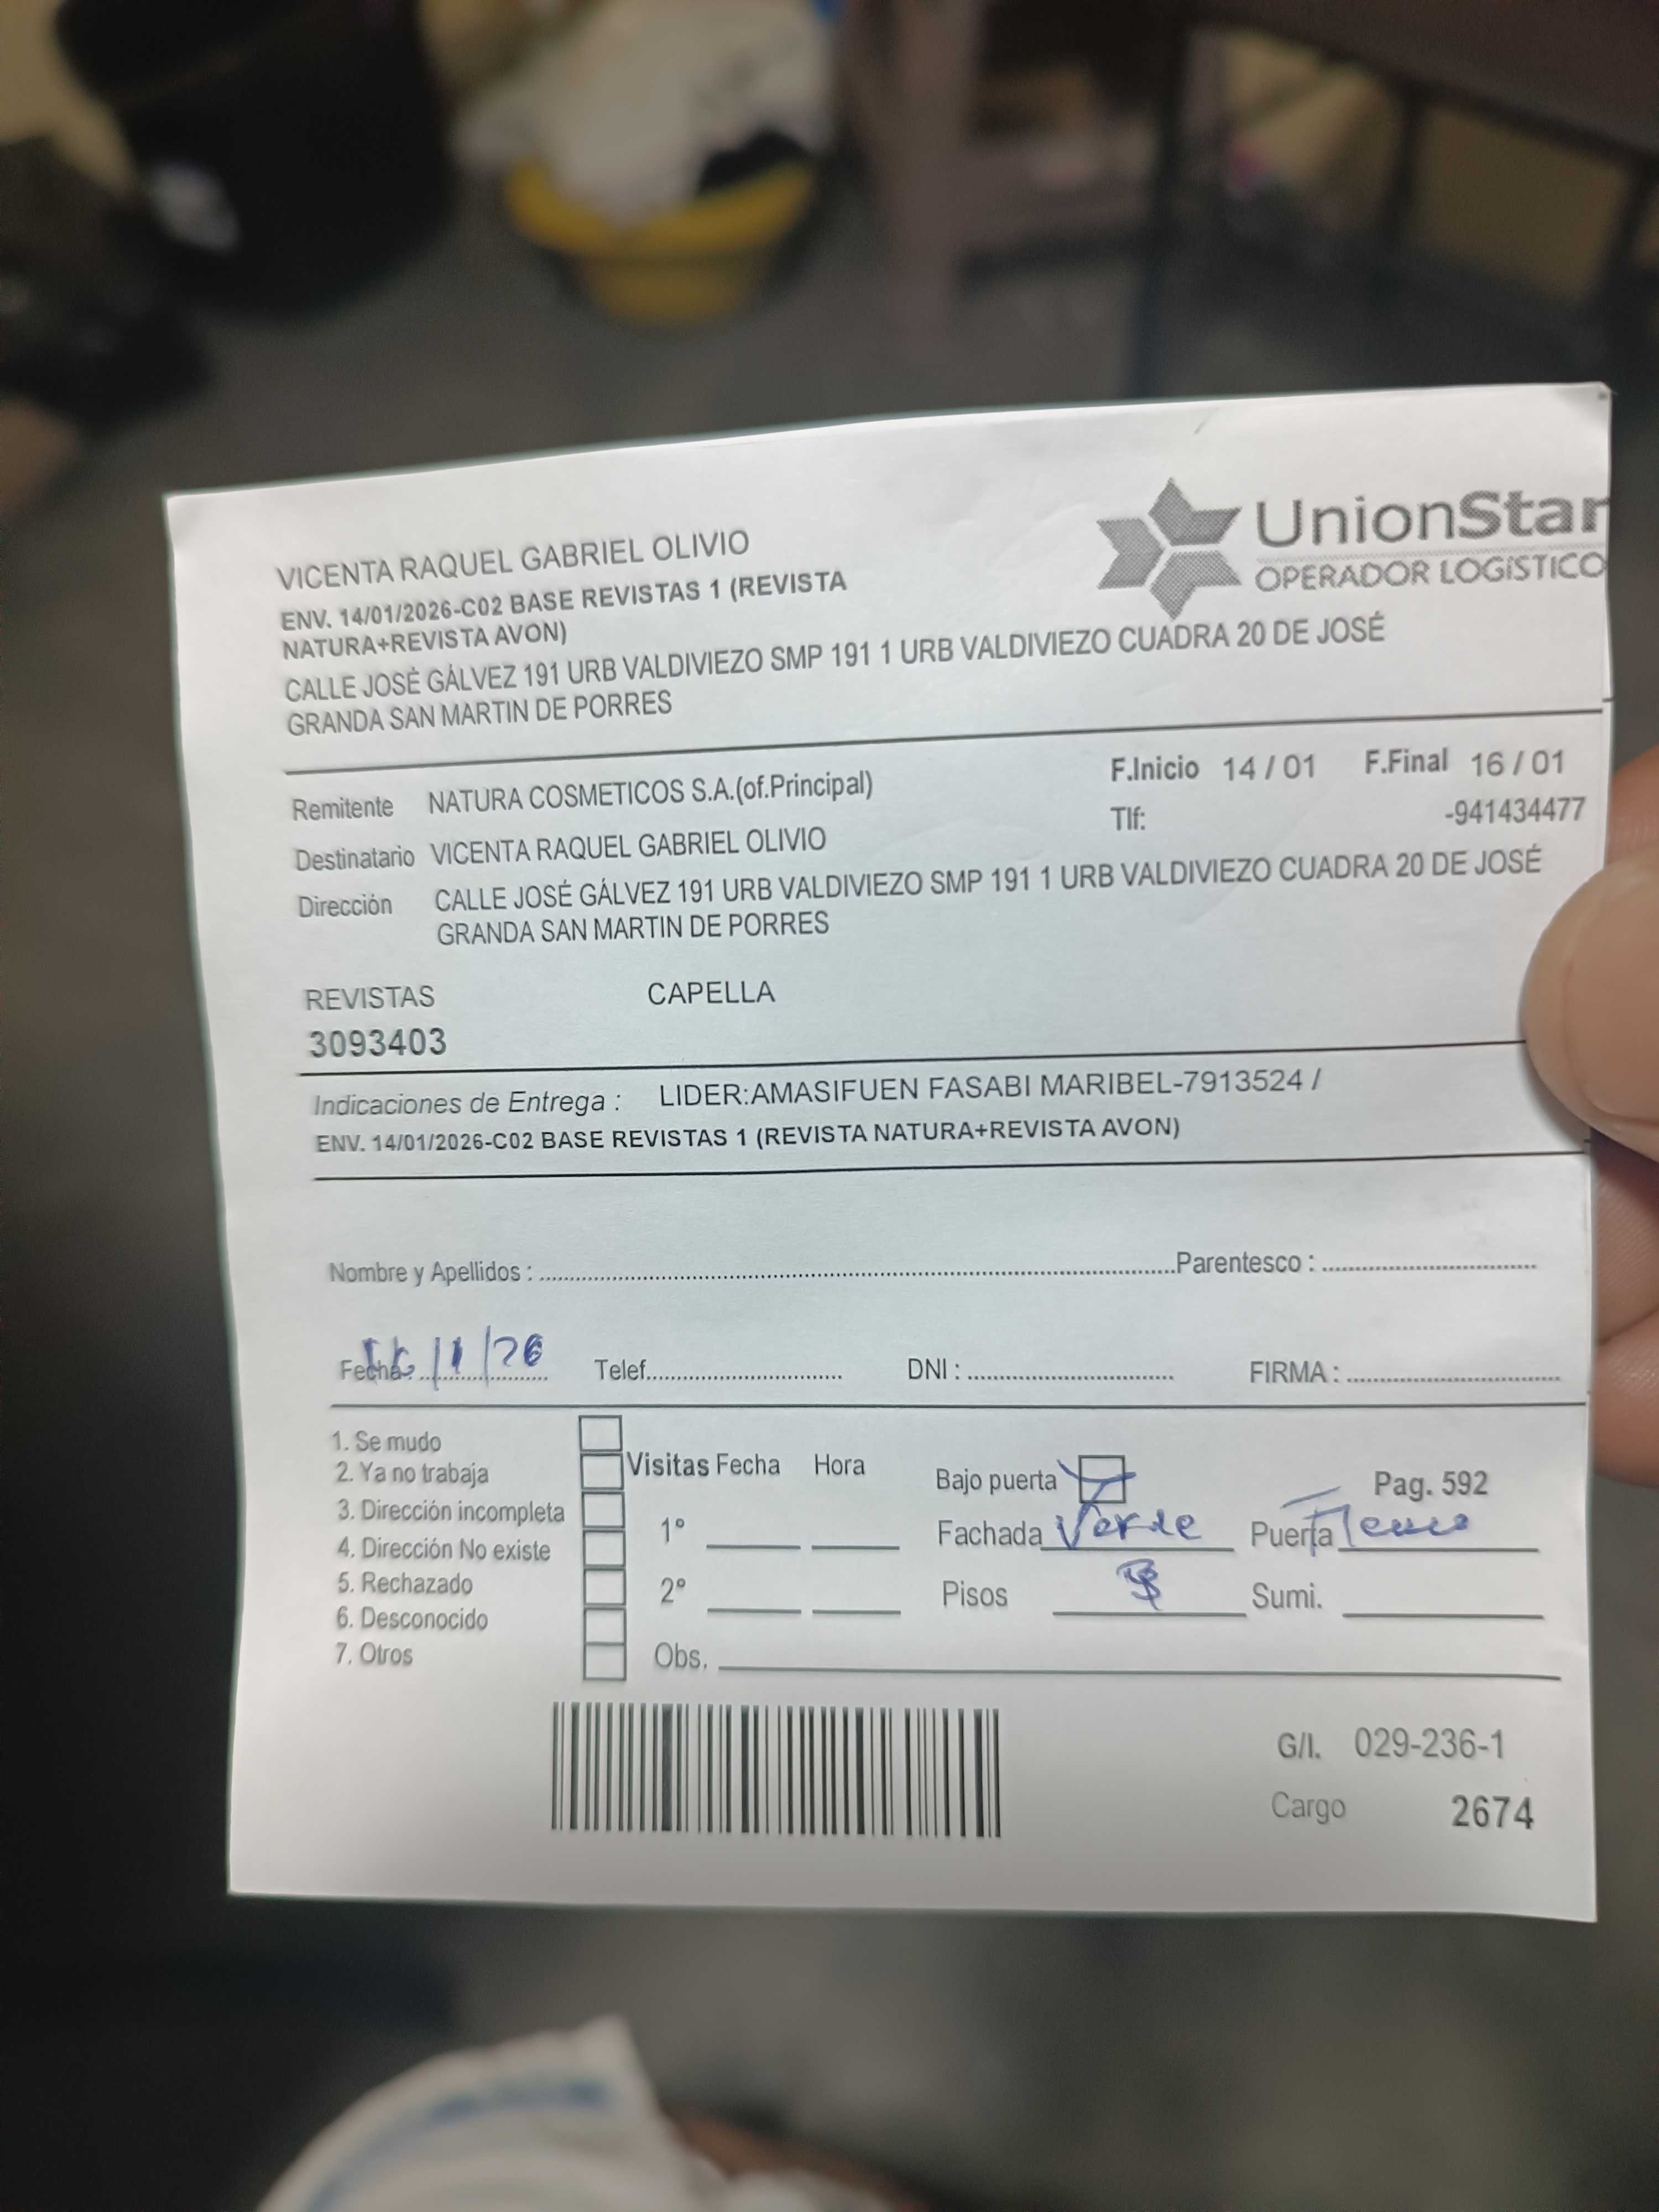 VICENTA RAQUEL GABRIEL OLIVIO
UnionStar
OPERADOR LOGíSTICO
ENV. 14/01/2026-C02 BASE REVISTAS 1 (REVISTA
NATURA+REVISTA AVON)
CALLE JOSÉ GÁLVEZ 191 URB VALDIVIEZO SMP 191 1 URB VALDIVIEZO CUADRA 20 DE JOSÉ
GRANDA SAN MARTIN DE PORRES
Remitente NATURA COSMETICOS S.A.(of.Principal) F.Inicio 14 / 01 F.Final 16 / 01
Destinatario VICENTA RAQUEL GABRIEL OLIVIO Tlf: -941434477
Dirección CALLE JOSÉ GÁLVEZ 191 URB VALDIVIEZO SMP 191 1 URB VALDIVIEZO CUADRA 20 DE JOSÉ
GRANDA SAN MARTIN DE PORRES
REVISTAS CAPELLA
3093403
Indicaciones de Entrega : LIDER:AMASIFUEN FASABI MARIBEL-7913524 /
ENV. 14/01/2026-C02 BASE REVISTAS 1 (REVISTA NATURA+REVISTA AVON)
Nombre y Apellidos : Parentesco :
Fecha: 16/1/26 Telef. DNI : FIRMA :
1. Se mudo
2. Ya no trabaja
3. Dirección incompleta
4. Dirección No existe
5. Rechazado
6. Desconocido
7. Otros
Visitas Fecha Hora
1º
2º
Obs.
Bajo puerta Pag. 592
Fachada Verde Puerta
Pisos Sumi.
G/I. 029-236-1
Cargo 2674